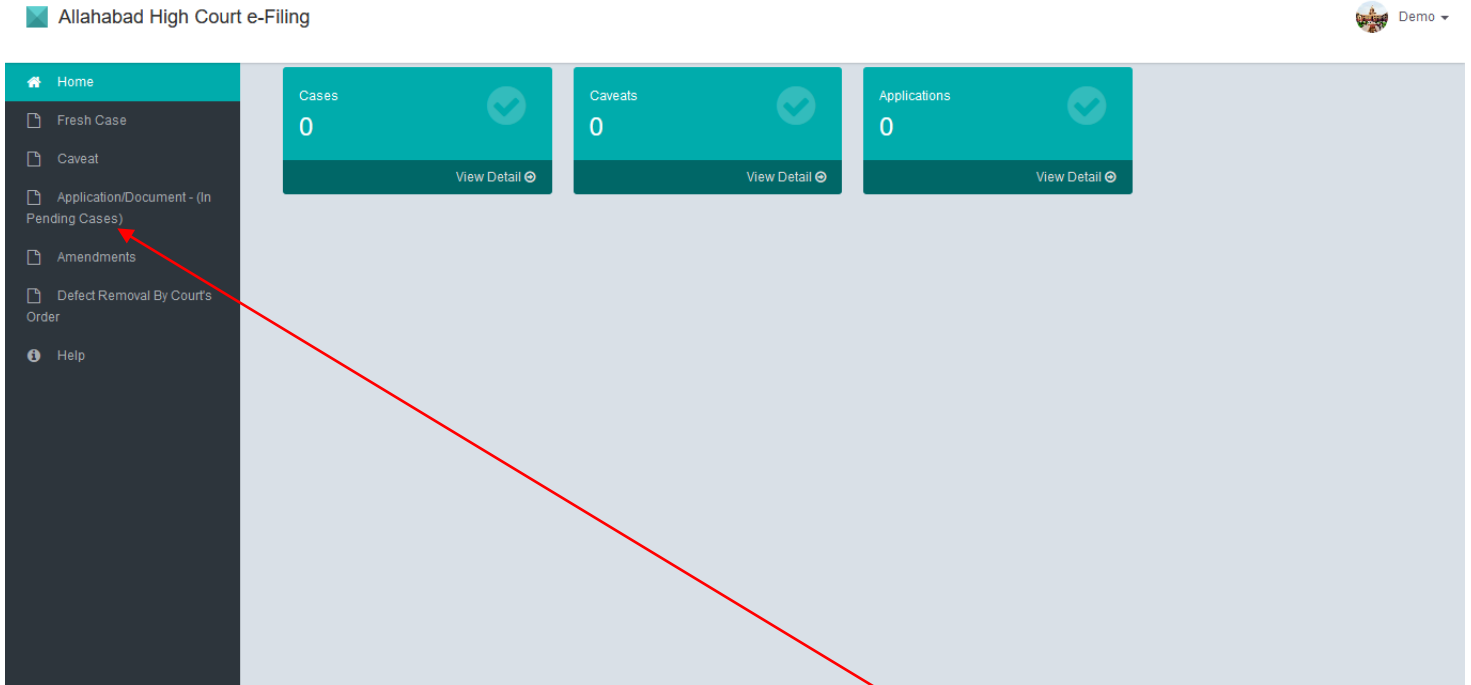 Allahabad High Court e-Filing
Demo
Home
Fresh Case
Caveat
Application/Document - (In
Pending Cases)
Amendments
Defect Removal By Court's
Order
Help
Cases
0
View Detail
Caveats
0
View Detail
Applications
0
View Detail